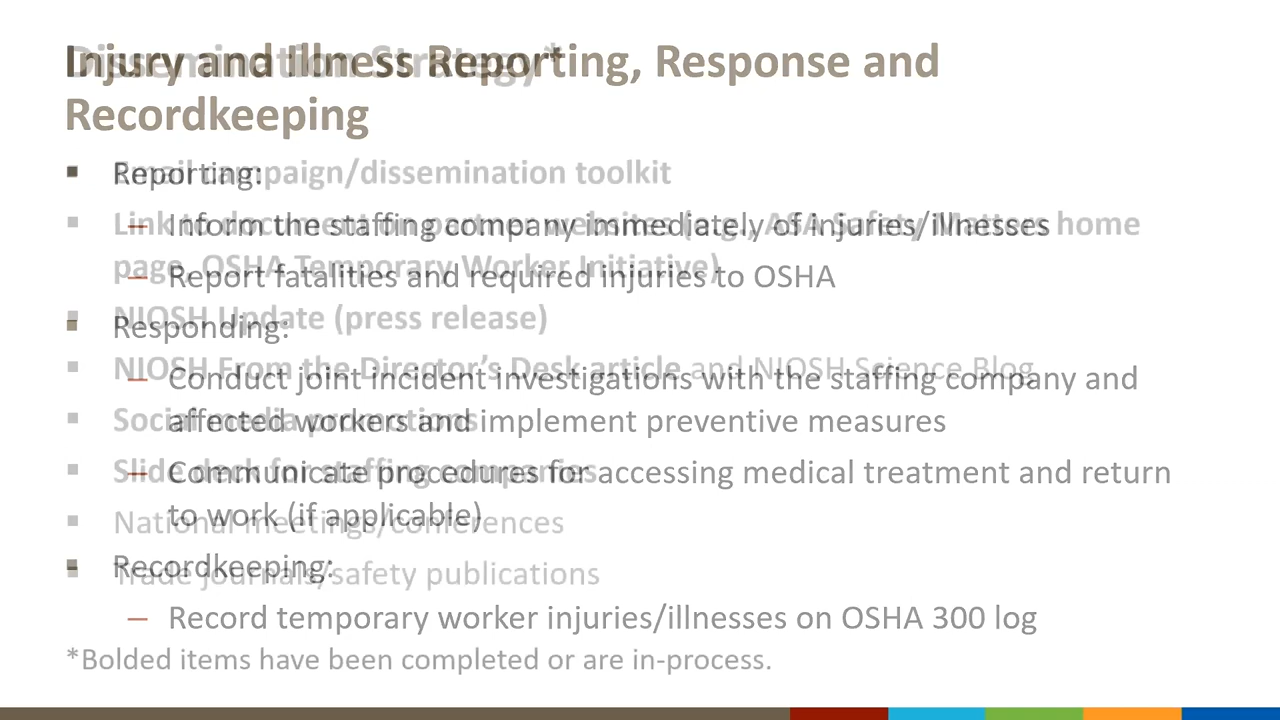 Injury and Illness Reporting, Response and
Recordkeeping
▪ Reporting:
– Inform the staffing company immediately of injuries/illnesses
– Report fatalities and required injuries to OSHA
▪ Responding:
– Conduct joint incident investigations with the staffing company and
affected workers and implement preventive measures
– Communicate procedures for accessing medical treatment and return
to work (if applicable)
▪ Recordkeeping:
– Record temporary worker injuries/illnesses on OSHA 300 log
Dissemination Strategy*
▪ Email campaign/dissemination toolkit
▪ Link to document on partner websites (e.g., ASA Safety Matters home
page, OSHA Temporary Worker Initiative)
▪ NIOSH Update (press release)
▪ NIOSH From the Director’s Desk article and NIOSH Science Blog
▪ Social media promotions
▪ Slide deck for staffing companies
▪ National meetings/conferences
▪ Trade journals/safety publications
*Bolded items have been completed or are in-process.